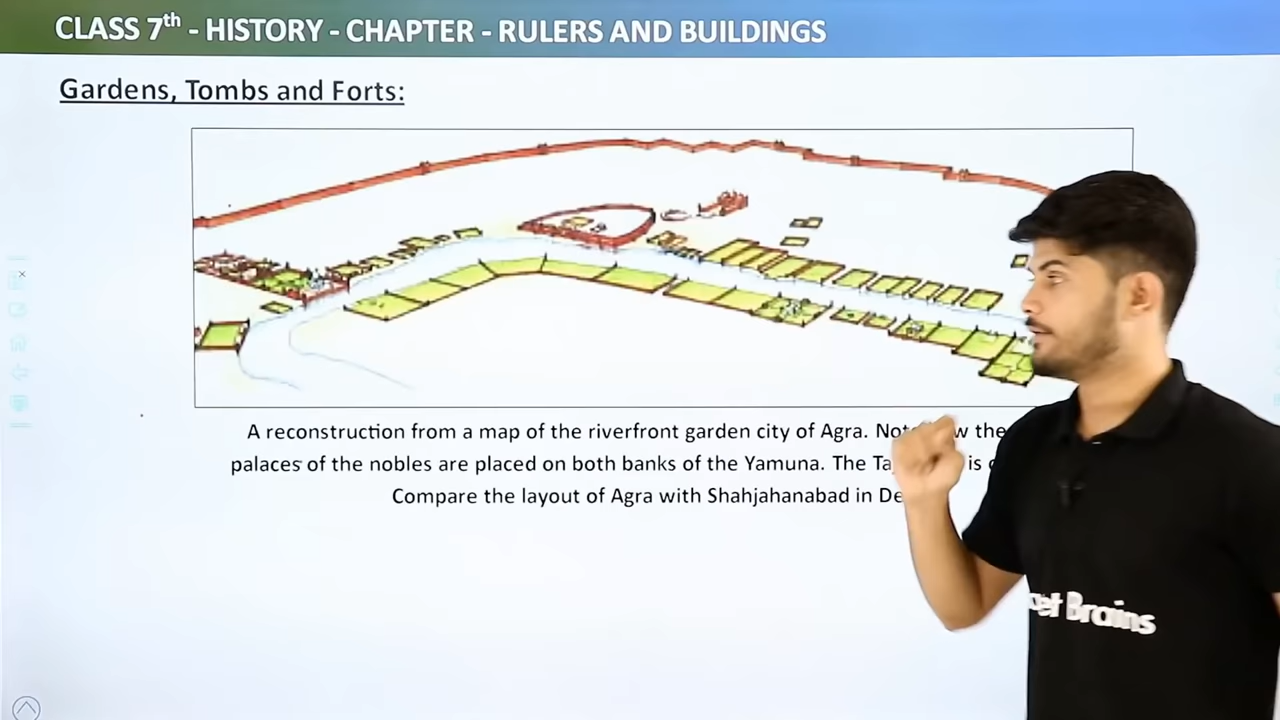 CLASS 7th - HISTORY - CHAPTER - RULERS AND BUILDINGS
Gardens, Tombs and Forts:
A reconstruction from a map of the riverfront garden city of Agra. the
palaces of the nobles are placed on both banks of the Yamuna. The is
Compare the layout of Agra with Shahjahanabad in
Brains